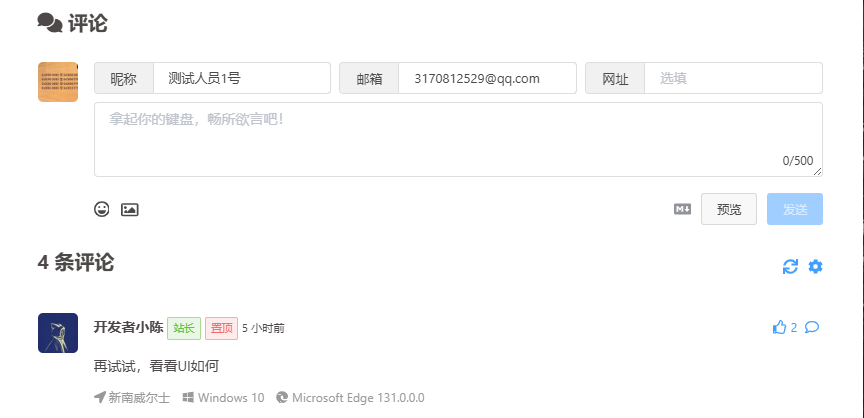 评论
昵称 测试人员1号 邮箱 3170812529@qq.com 网址 选填
拿起你的键盘，畅所欲言吧！
0/500
M↓ 预览 发送
4 条评论
开发者小陈 站长 置顶 5 小时前 2
再试试，看看UI如何
新南威尔士 Windows 10 Microsoft Edge 131.0.0.0